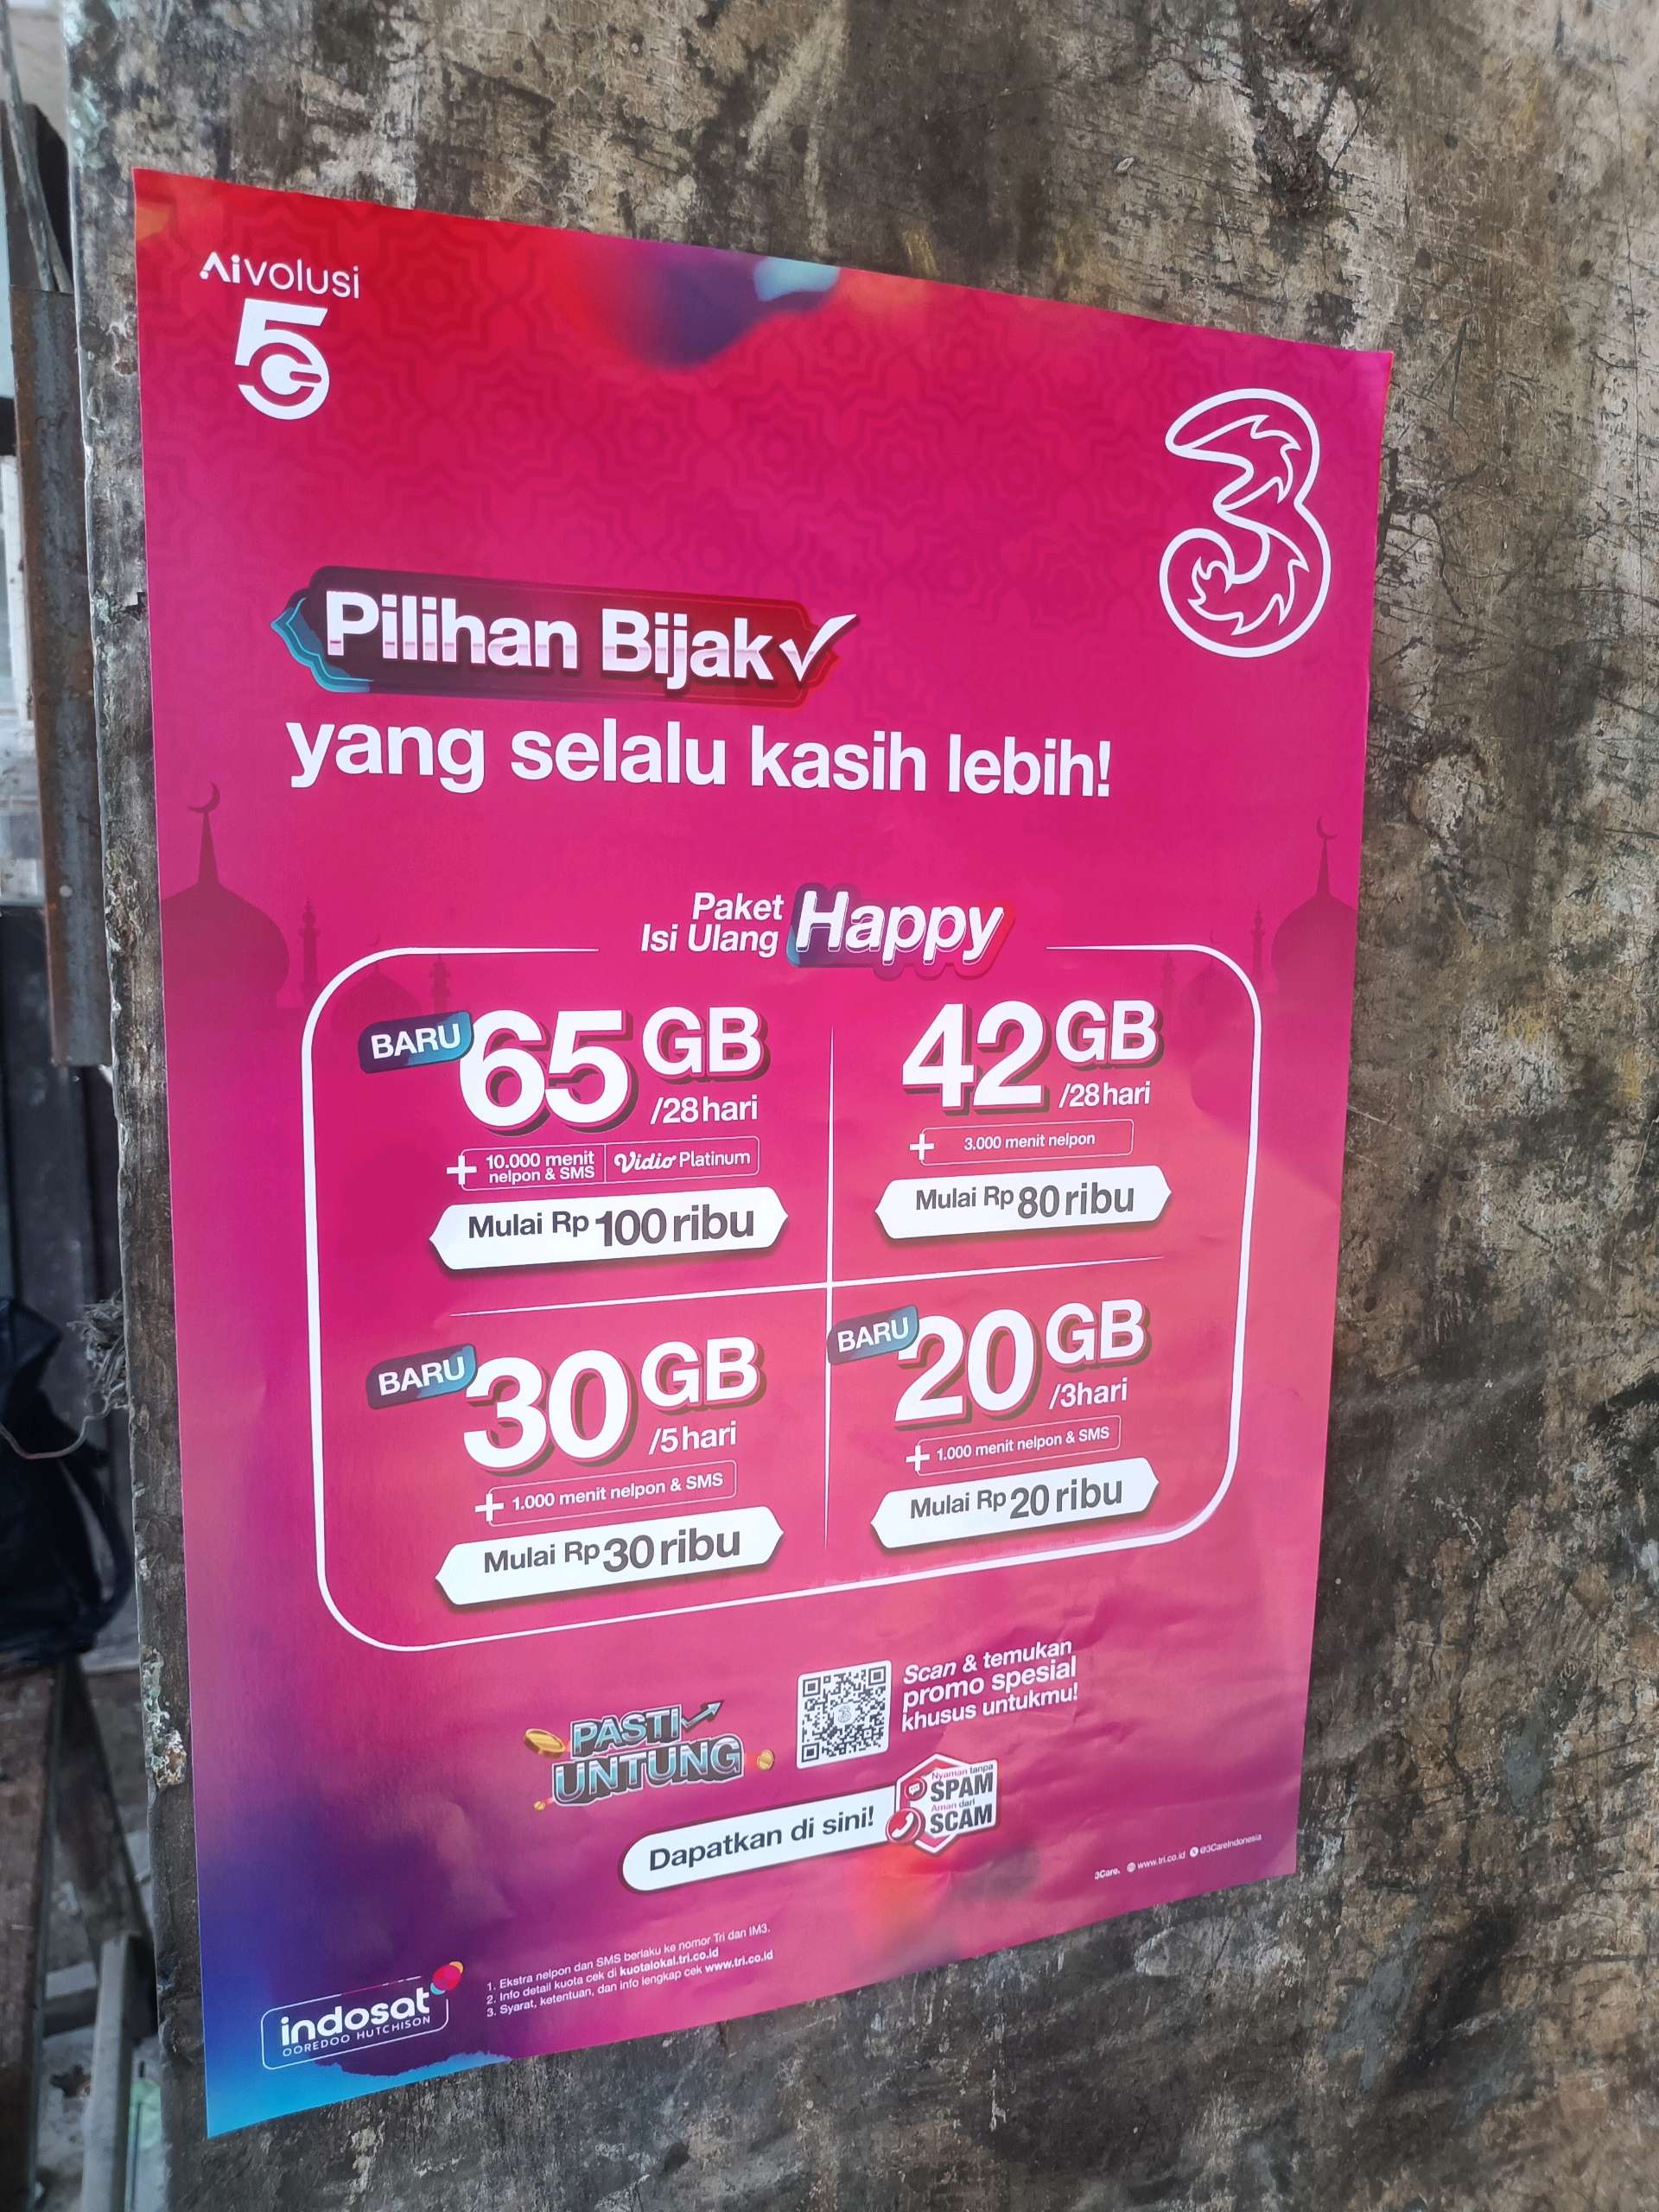 Aivolusi
5G
3
Pilihan Bijak
yang selalu kasih lebih!
Paket
Isi Ulang
Happy
BARU
65 GB
/28 hari
+ 10.000 menit
nelpon & SMS
Vidio Platinum
Mulai Rp 100 ribu
42 GB
/28 hari
+ 3.000 menit nelpon
Mulai Rp 80 ribu
BARU
30 GB
/5 hari
+ 1.000 menit nelpon & SMS
Mulai Rp 30 ribu
BARU
20 GB
/3 hari
+ 1.000 menit nelpon & SMS
Mulai Rp 20 ribu
PASTI
UNTUNG
Scan & temukan
promo spesial
khusus untukmu!
Dapatkan di sini!
Nyaman tanpa
SPAM
Aman dari
SCAM
3Care. www.tri.co.id @3CareIndonesia
indosat
OOREDOO HUTCHISON
1. Ekstra nelpon dan SMS berlaku ke nomor Tri dan IM3.
2. Info detail kuota cek di kuotalokal.tri.co.id
3. Syarat, ketentuan, dan info lengkap cek www.tri.co.id